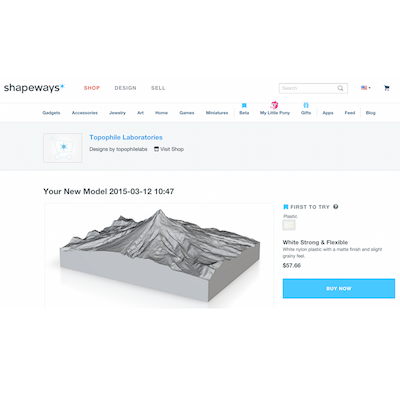 shapeways
SHOP DESIGN SELL
Search
Gadgets Accessories Jewelry Art Home Games Miniatures Beta My Little Pony Gifts Apps Feed Blog
Topophile Laboratories
Designs by topophilelabs Visit Shop
Your New Model 2015-03-12 10:47
FIRST TO TRY ?
Plastic
White Strong & Flexible
White nylon plastic with a matte finish and slight
grainy feel.
$57.66
BUY NOW